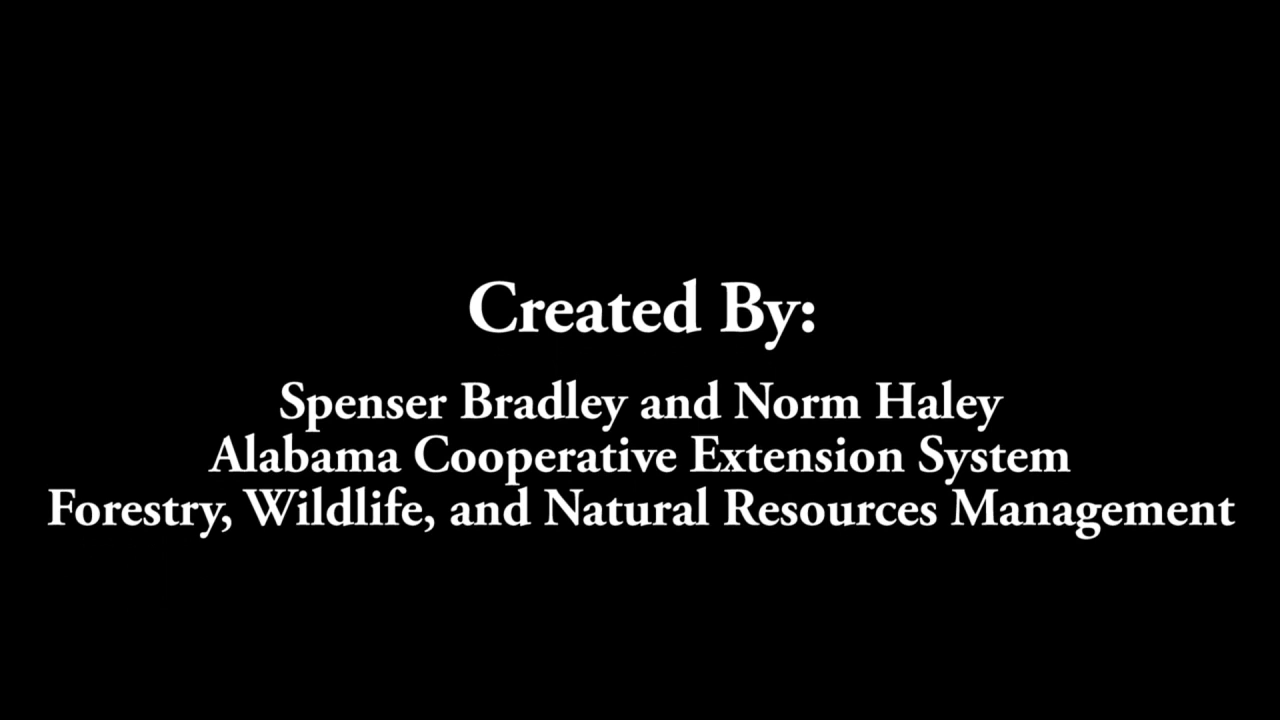 Created By:
Spenser Bradley and Norm Haley
Alabama Cooperative Extension System
Forestry, Wildlife, and Natural Resources Management